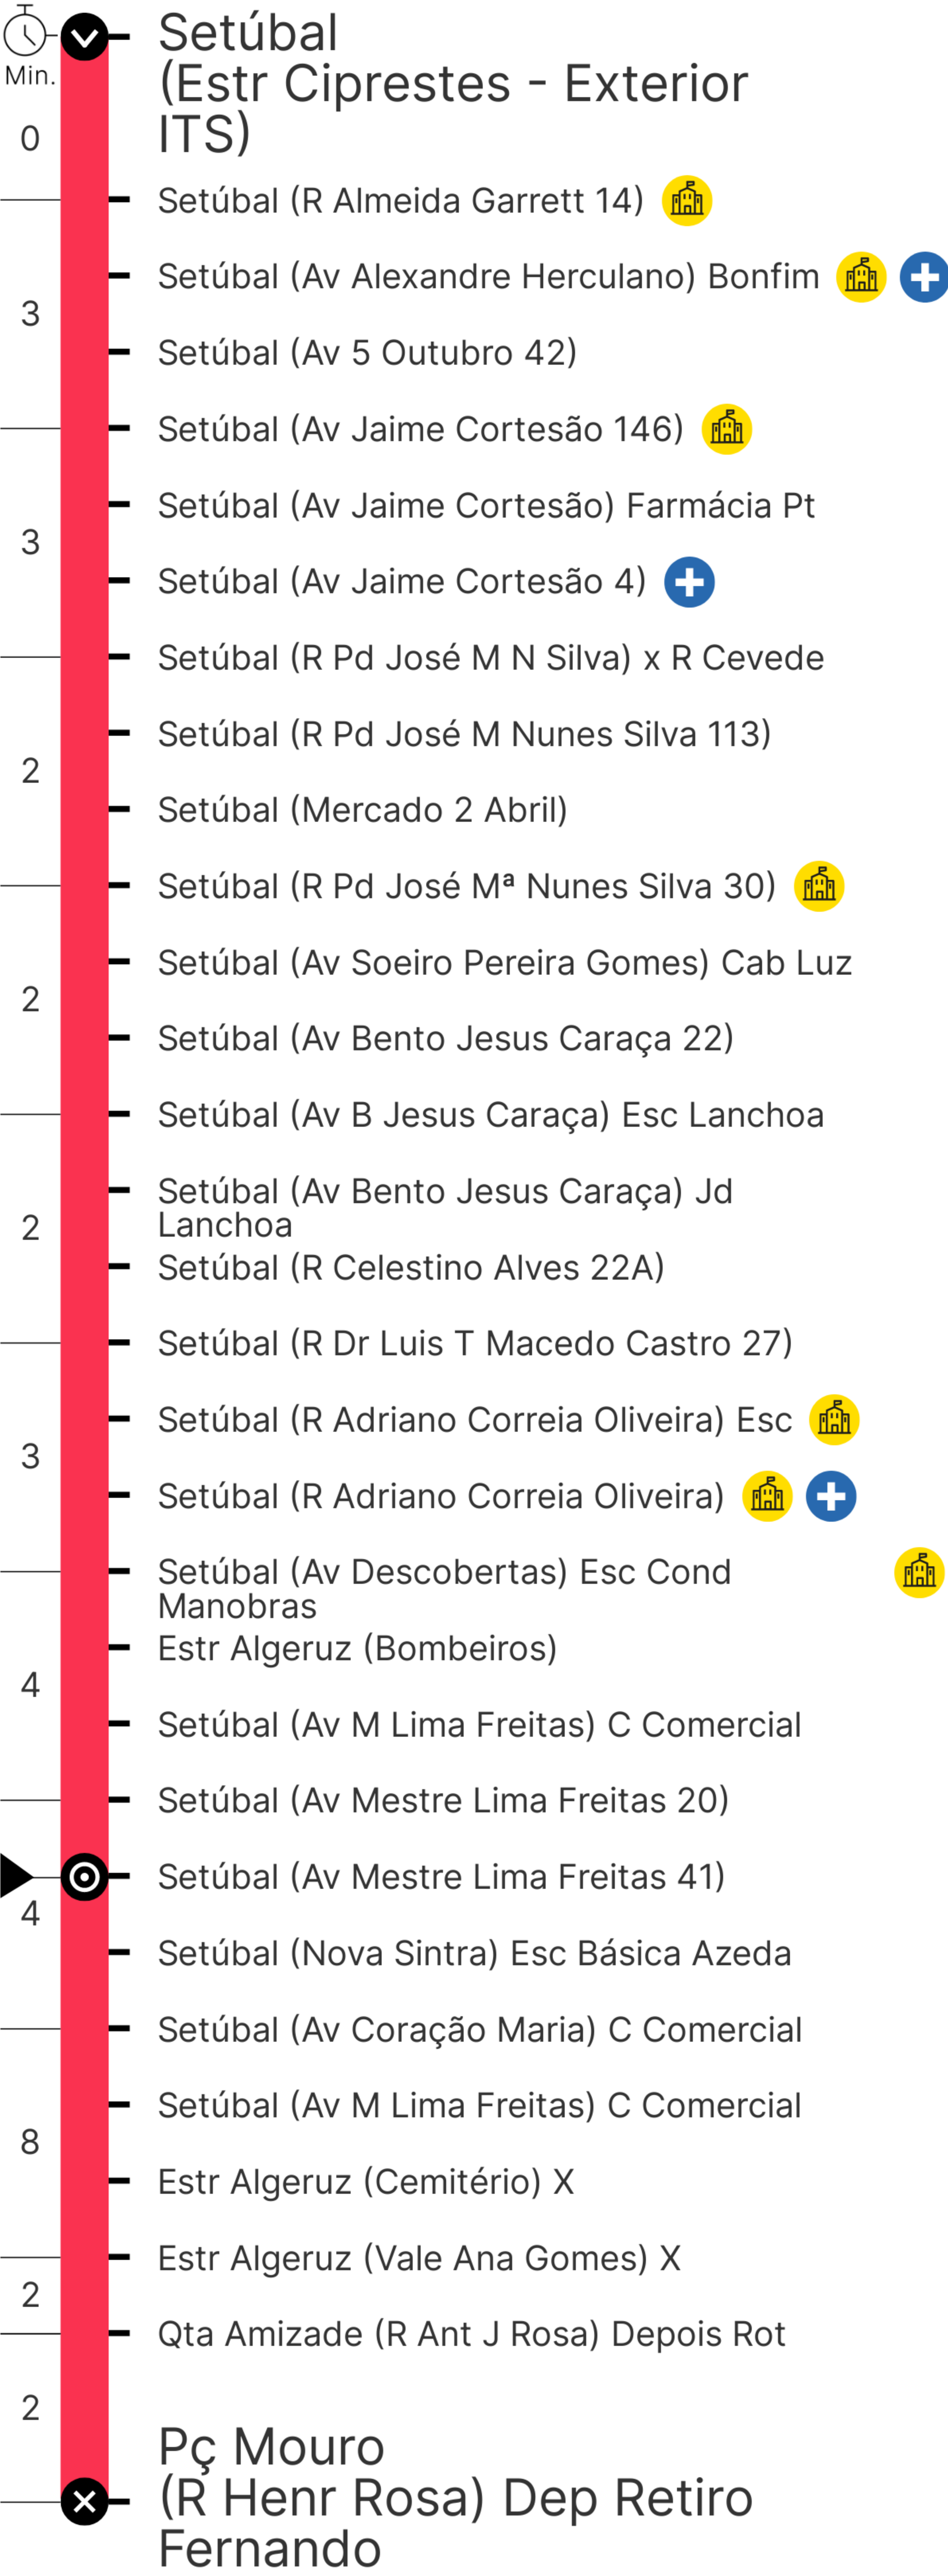 Min.
Setúbal
(Estr Ciprestes - Exterior
ITS)
0
Setúbal (R Almeida Garrett 14)
Setúbal (Av Alexandre Herculano) Bonfim
3
Setúbal (Av 5 Outubro 42)
Setúbal (Av Jaime Cortesão 146)
Setúbal (Av Jaime Cortesão) Farmácia Pt
3
Setúbal (Av Jaime Cortesão 4)
Setúbal (R Pd José M N Silva) x R Cevede
Setúbal (R Pd José M Nunes Silva 113)
2
Setúbal (Mercado 2 Abril)
Setúbal (R Pd José Mª Nunes Silva 30)
Setúbal (Av Soeiro Pereira Gomes) Cab Luz
2
Setúbal (Av Bento Jesus Caraça 22)
Setúbal (Av B Jesus Caraça) Esc Lanchoa
Setúbal (Av Bento Jesus Caraça) Jd
Lanchoa
2
Setúbal (R Celestino Alves 22A)
Setúbal (R Dr Luis T Macedo Castro 27)
Setúbal (R Adriano Correia Oliveira) Esc
3
Setúbal (R Adriano Correia Oliveira)
Setúbal (Av Descobertas) Esc Cond
Manobras
Estr Algeruz (Bombeiros)
4
Setúbal (Av M Lima Freitas) C Comercial
Setúbal (Av Mestre Lima Freitas 20)
Setúbal (Av Mestre Lima Freitas 41)
4
Setúbal (Nova Sintra) Esc Básica Azeda
Setúbal (Av Coração Maria) C Comercial
Setúbal (Av M Lima Freitas) C Comercial
8
Estr Algeruz (Cemitério) X
Estr Algeruz (Vale Ana Gomes) X
2
Qta Amizade (R Ant J Rosa) Depois Rot
2
Pç Mouro
(R Henr Rosa) Dep Retiro
Fernando